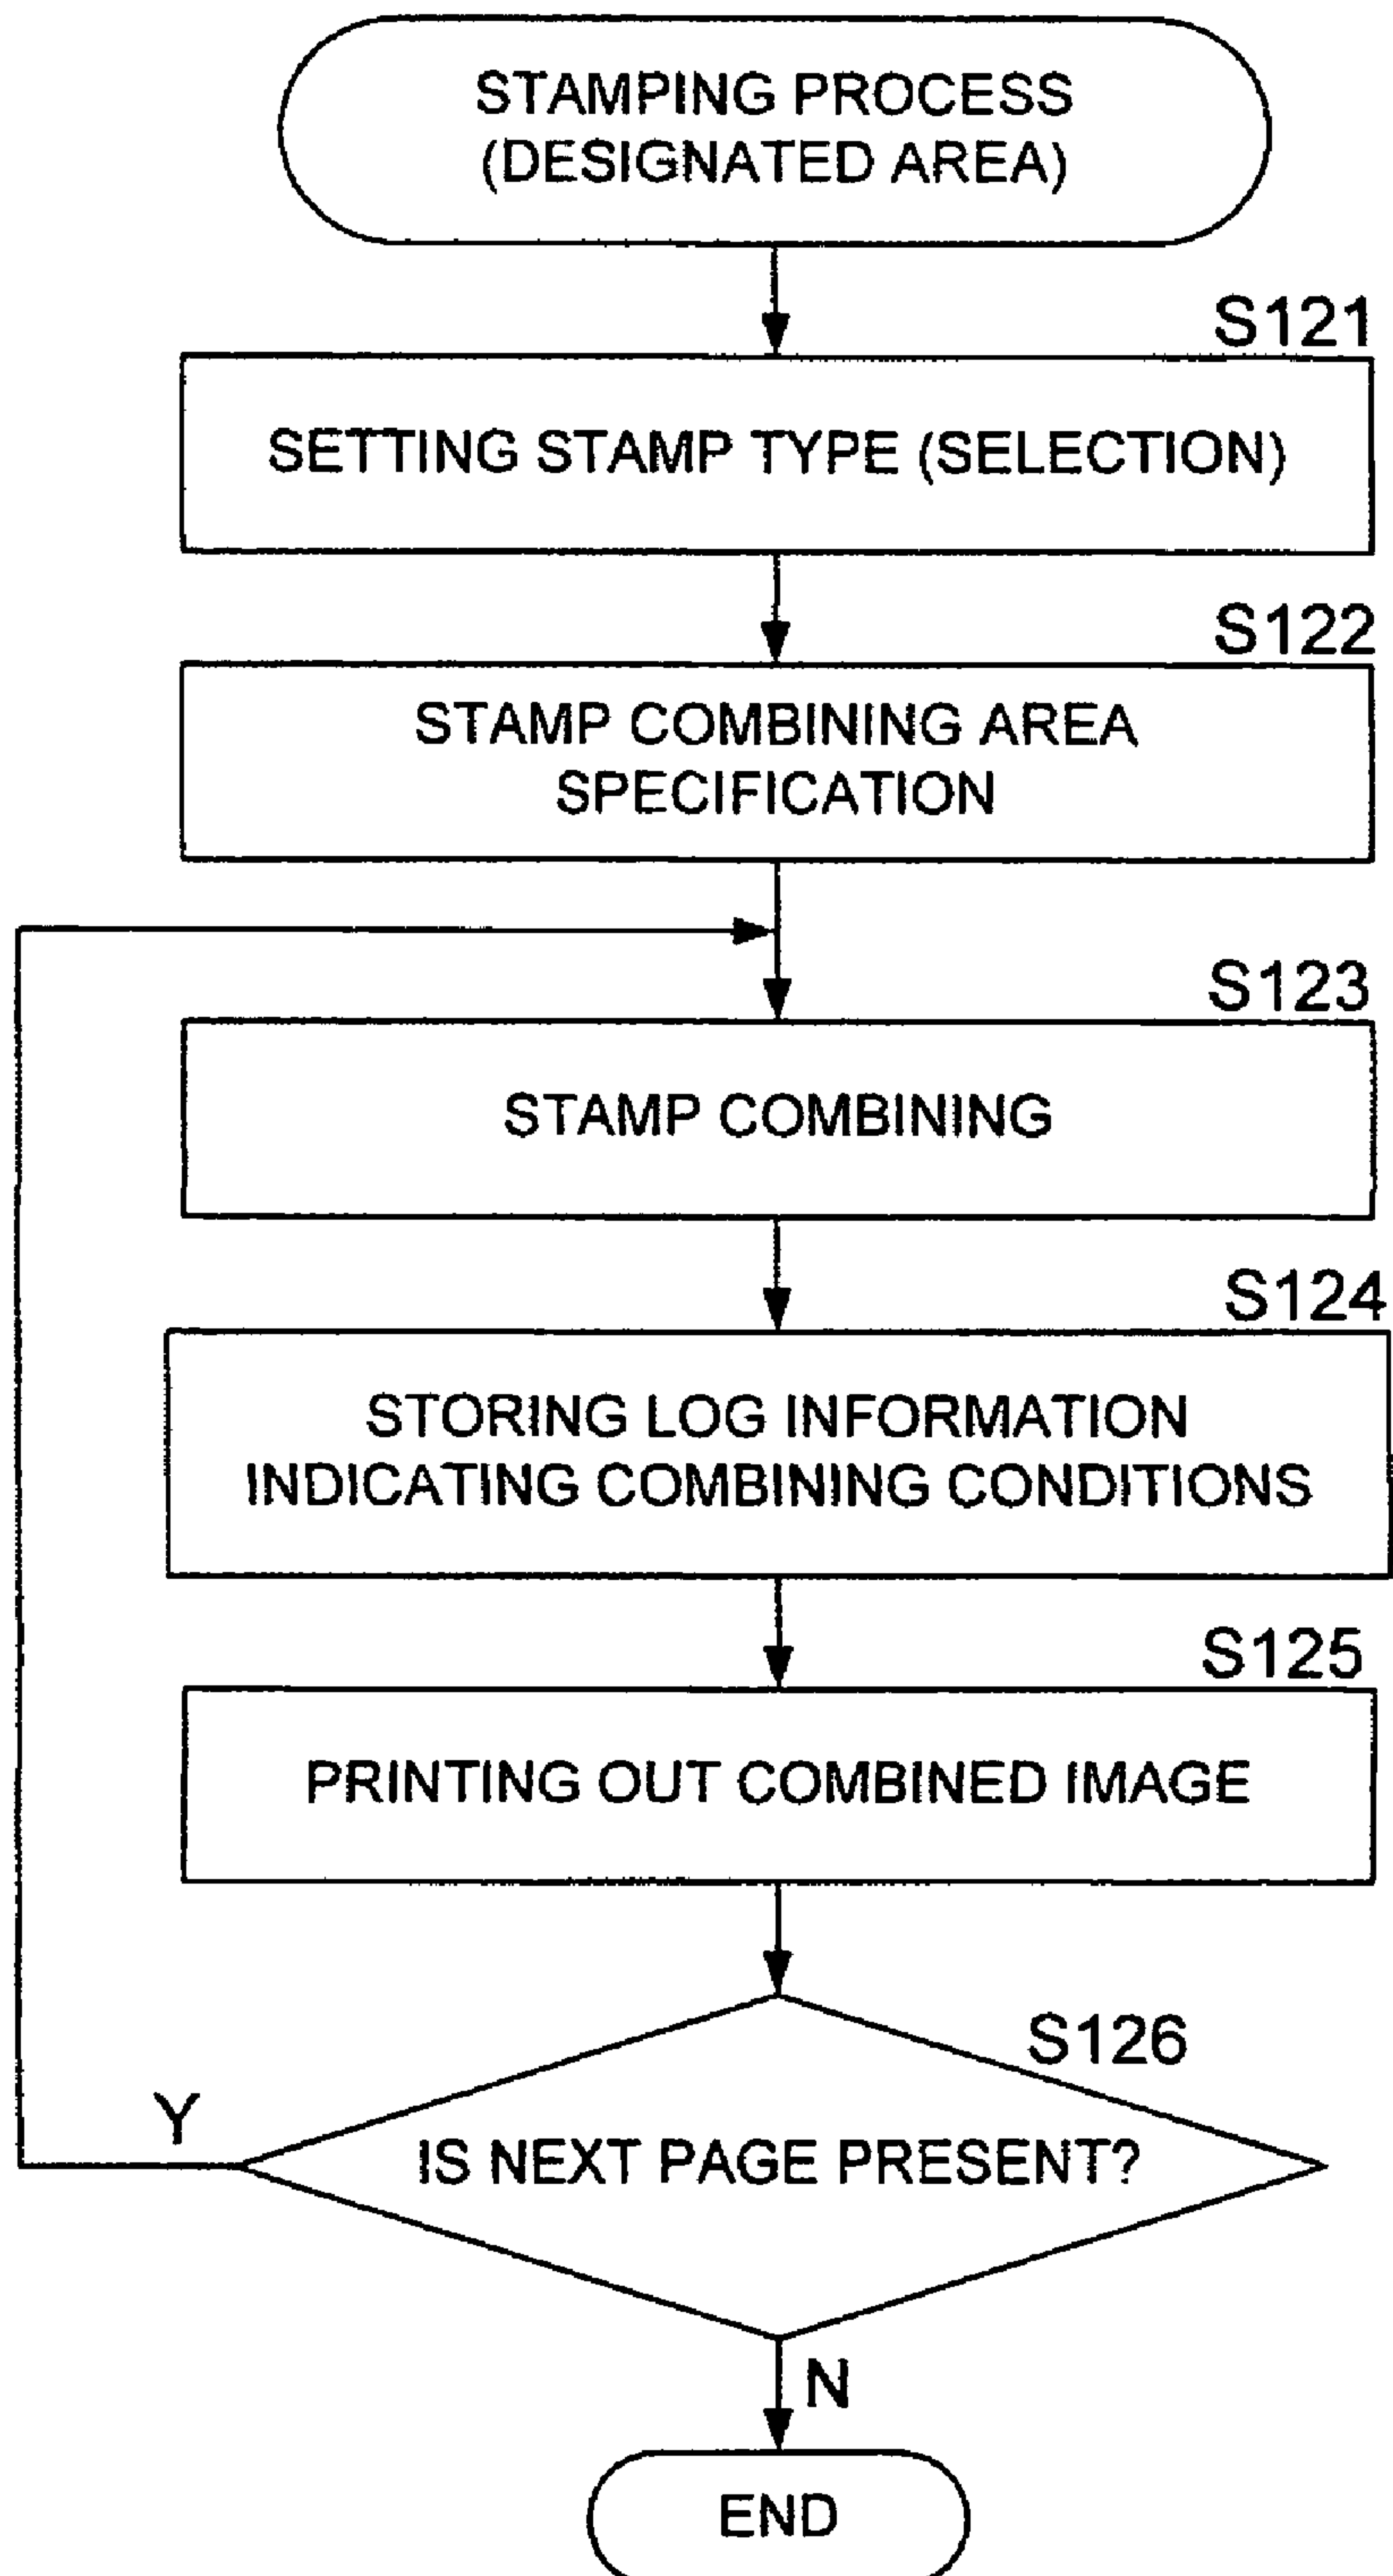 STAMPING PROCESS
(DESIGNATED AREA)
S121
SETTING STAMP TYPE (SELECTION)
S122
STAMP COMBINING AREA
SPECIFICATION
S123
STAMP COMBINING
S124
STORING LOG INFORMATION
INDICATING COMBINING CONDITIONS
S125
PRINTING OUT COMBINED IMAGE
S126
Y
IS NEXT PAGE PRESENT?
N
END